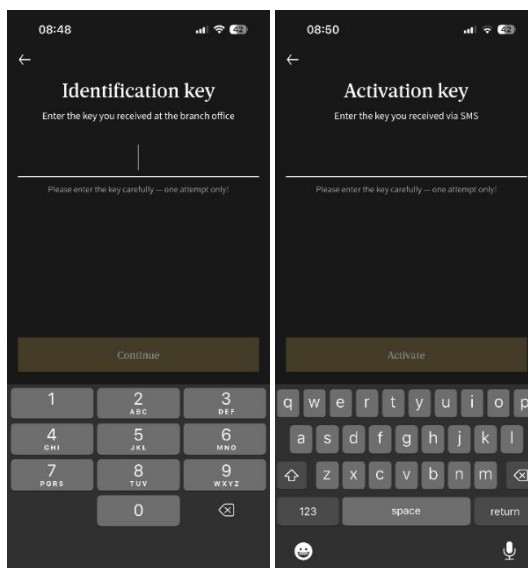 08:48
42
Identification key
Enter the key you received at the branch office
Please enter the key carefully — one attempt only!
Continue
1
2
ABC
3
DEF
4
GHI
5
JKL
6
MNO
7
PQRS
8
TUV
9
WXYZ
0
08:50
42
Activation key
Enter the key you received via SMS
Please enter the key carefully — one attempt only!
Activate
q w e r t y u i o p
a s d f g h j k l
z x c v b n m
123 space return